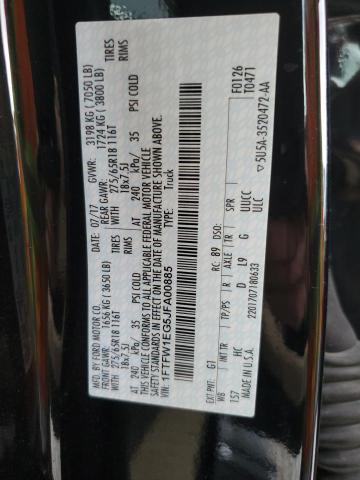 MFD. BY FORD MOTOR CO.
DATE: 07/17 GVWR: 3198 KG ( 7050 LB)
FRONT GAWR: 1656 KG ( 3650 LB) REAR GAWR: 1724 KG ( 3800 LB)
275/65R18 116T TIRES WITH 275/65R18 116T TIRES
18x7.5J RIMS 18x7.5J RIMS
AT 240 kPa/ 35 PSI COLD AT 240 kPa/ 35 PSI COLD
THIS VEHICLE CONFORMS TO ALL APPLICABLE FEDERAL MOTOR VEHICLE
SAFETY STANDARDS IN EFFECT ON THE DATE OF MANUFACTURE SHOWN ABOVE.
VIN: 1FTFW1EG5JFA00885
TYPE: Truck
F0126
T0471
EXT PNT: G1 RC: 89 DSO:
WB INT TR TP/PS R AXLE TR SPR
157 HC D L9 G UUC
MADE IN U.S.A. ULC
2201707180633
5U5A-3520472-AA